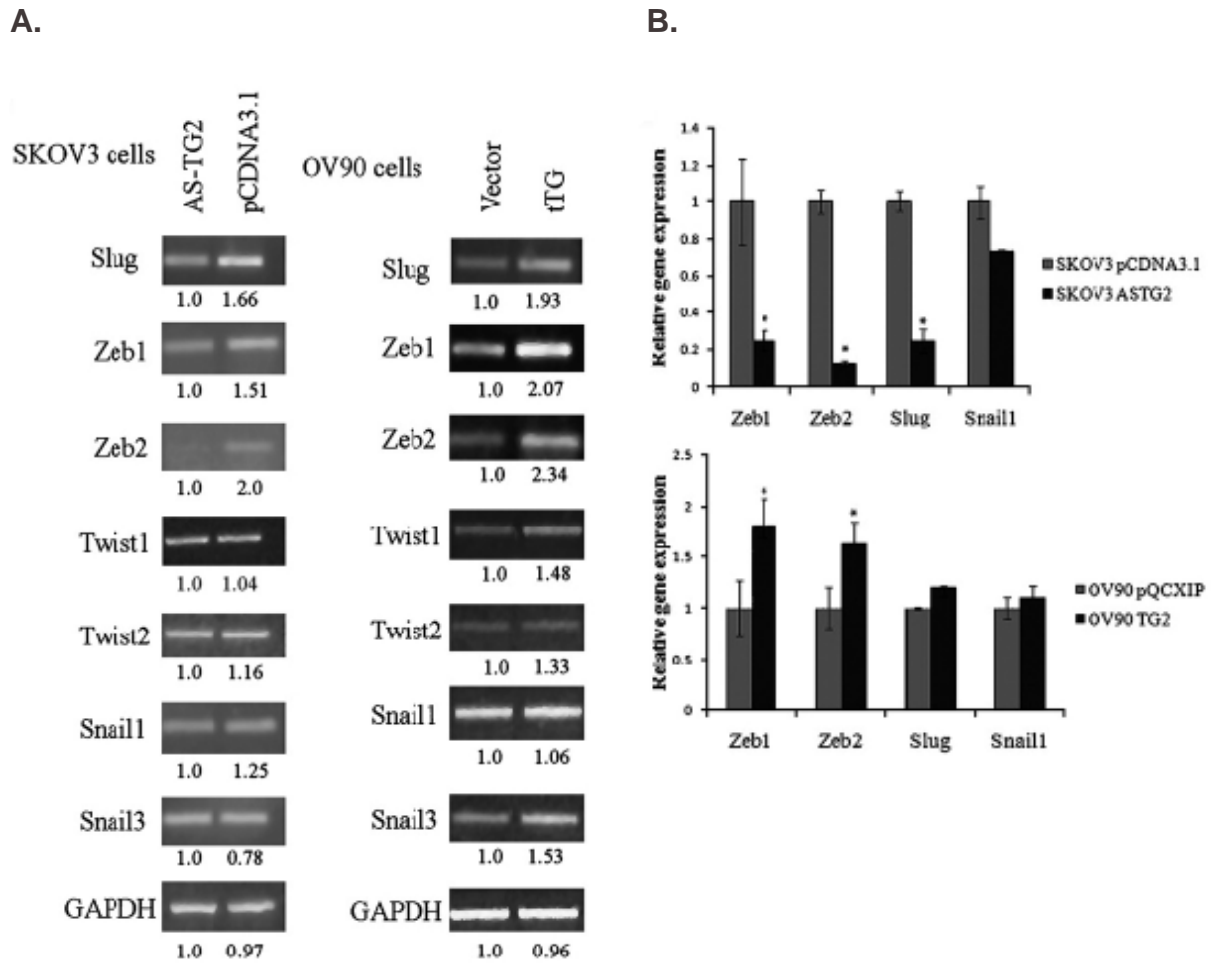 A.
SKOV3 cells
AS-TG2
pCDNA3.1
Slug
1.0 1.66
Zeb1
1.0 1.51
Zeb2
1.0 2.0
Twist1
1.0 1.04
Twist2
1.0 1.16
Snail1
1.0 1.25
Snail3
1.0 0.78
GAPDH
1.0 0.97
OV90 cells
Vector
tTG
Slug
1.0 1.93
Zeb1
1.0 2.07
Zeb2
1.0 2.34
Twist1
1.0 1.48
Twist2
1.0 1.33
Snail1
1.0 1.06
Snail3
1.0 1.53
GAPDH
1.0 0.96
B.
Relative gene expression
1.4
1.2
1
0.8
0.6
0.4
0.2
0
* * *
Zeb1 Zeb2 Slug Snail1
SKOV3 pCDNA3.1
SKOV3 ASTG2
Relative gene expression
2.5
2
1.5
1
0.5
0
* *
Zeb1 Zeb2 Slug Snail1
OV90 pQCXIP
OV90 TG2